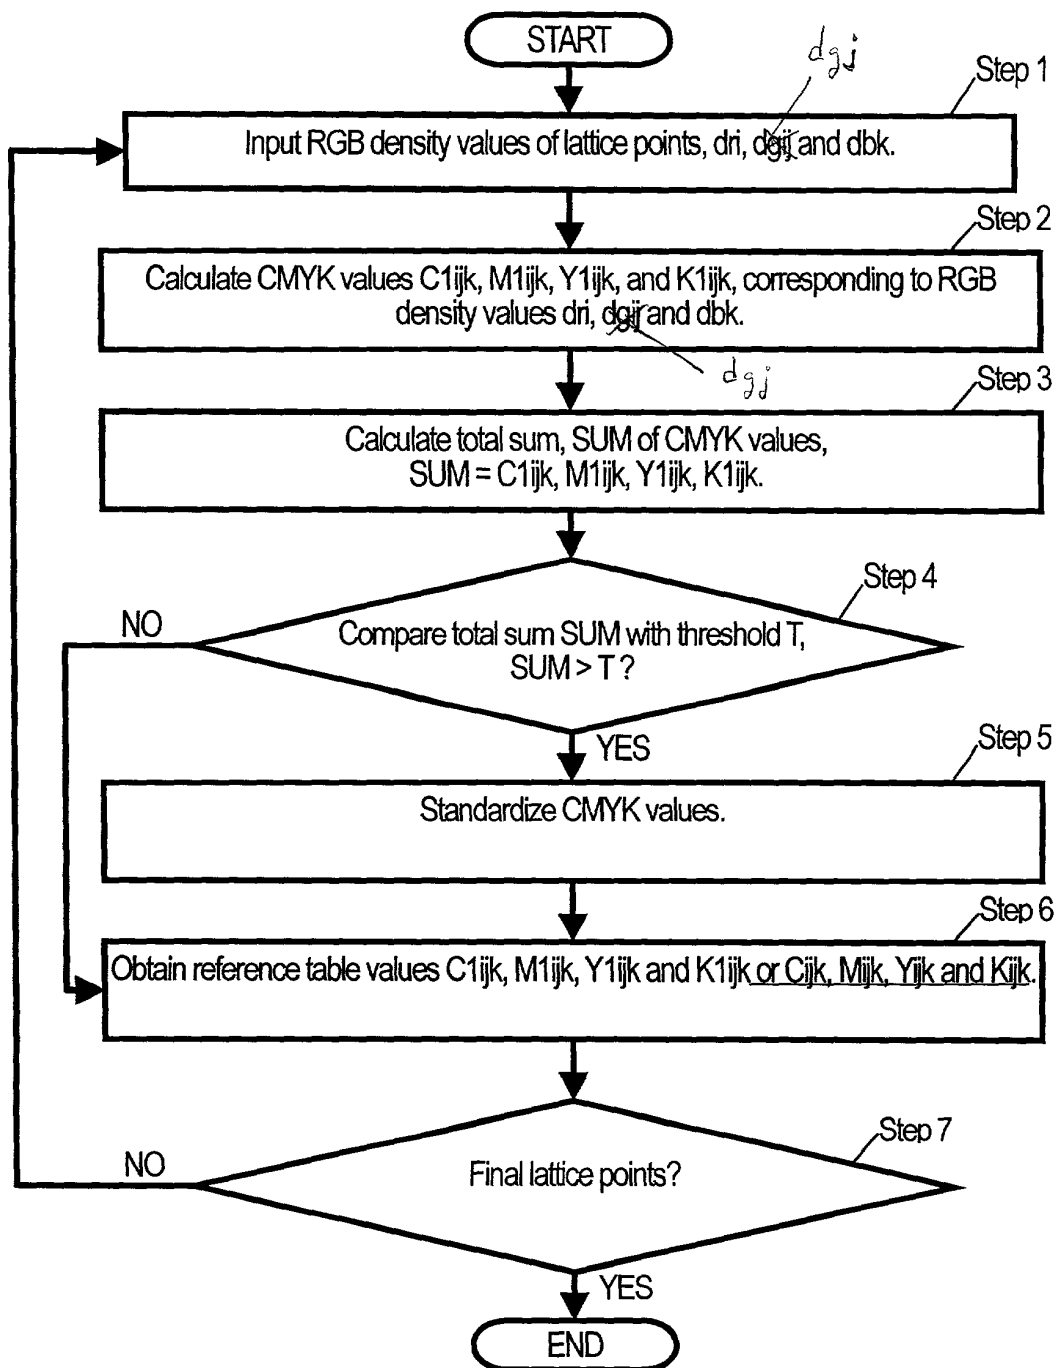 START
dgj
Step 1
Input RGB density values of lattice points, dri, dgij and dbk.
Step 2
Calculate CMYK values C1ijk, M1ijk, Y1ijk, and K1ijk, corresponding to RGB
density values dri, dgij and dbk.
dgj
Step 3
Calculate total sum, SUM of CMYK values,
SUM = C1ijk, M1ijk, Y1ijk, K1ijk.
Step 4
NO
Compare total sum SUM with threshold T,
SUM > T ?
YES
Step 5
Standardize CMYK values.
Step 6
Obtain reference table values C1ijk, M1ijk, Y1ijk and K1ijk or Cijk, Mijk, Yijk and Kijk.
Step 7
NO
Final lattice points?
YES
END